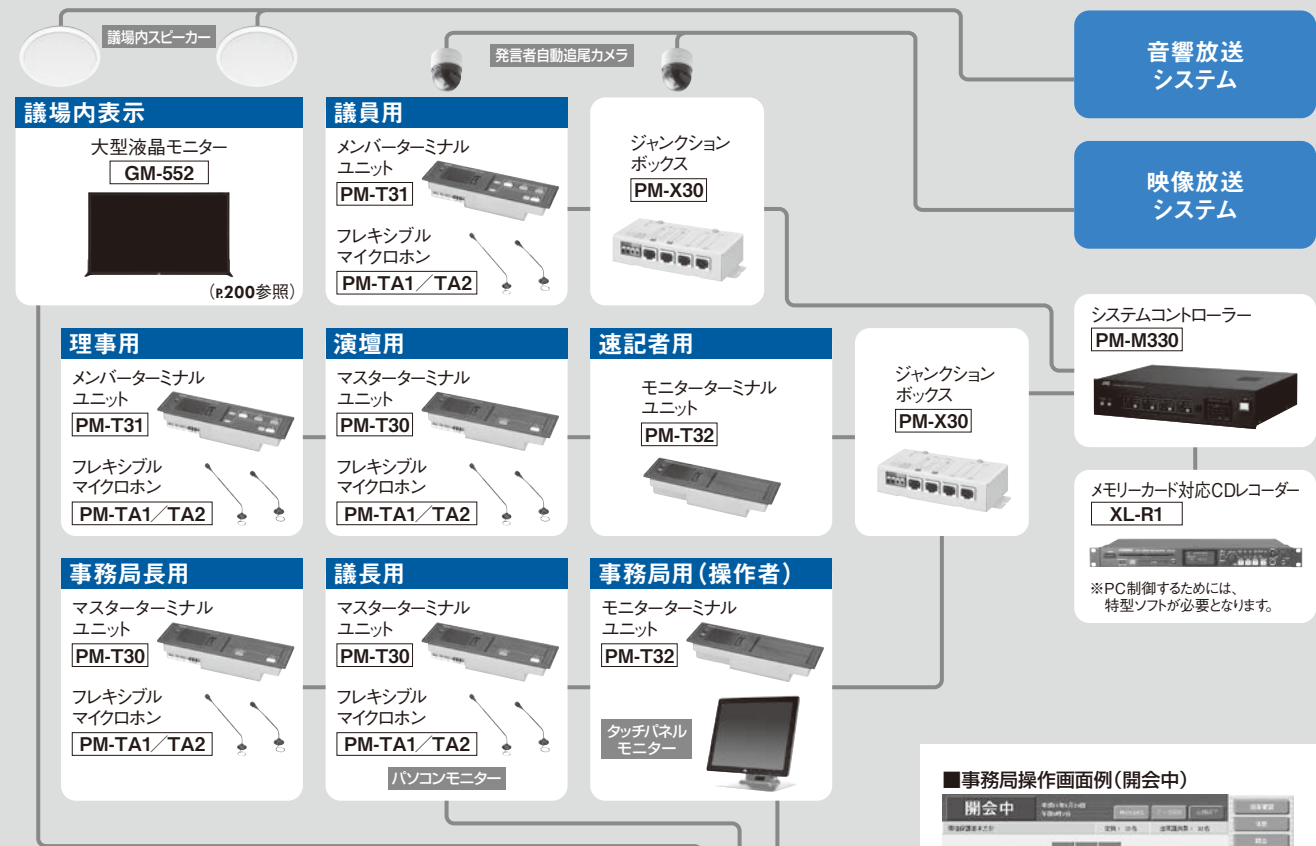 議場内スピーカー
発言者自動追尾カメラ
音響放送
システム
映像放送
システム
議場内表示
大型液晶モニター
GM-552
(P.200参照)
議員用
メンバーターミナル
ユニット
PM-T31
フレキシブル
マイクロホン
PM-TA1／TA2
ジャンクション
ボックス
PM-X30
システムコントローラー
PM-M330
メモリーカード対応CDレコーダー
XL-R1
※PC制御するためには、
特型ソフトが必要となります。
理事用
メンバーターミナル
ユニット
PM-T31
フレキシブル
マイクロホン
PM-TA1／TA2
演壇用
マスターターミナル
ユニット
PM-T30
フレキシブル
マイクロホン
PM-TA1／TA2
速記者用
モニターターミナル
ユニット
PM-T32
ジャンクション
ボックス
PM-X30
事務局長用
マスターターミナル
ユニット
PM-T30
フレキシブル
マイクロホン
PM-TA1／TA2
議長用
マスターターミナル
ユニット
PM-T30
フレキシブル
マイクロホン
PM-TA1／TA2
パソコンモニター
事務局用(操作者)
モニターターミナル
ユニット
PM-T32
タッチパネル
モニター
■事務局操作画面例(開会中)
開会中